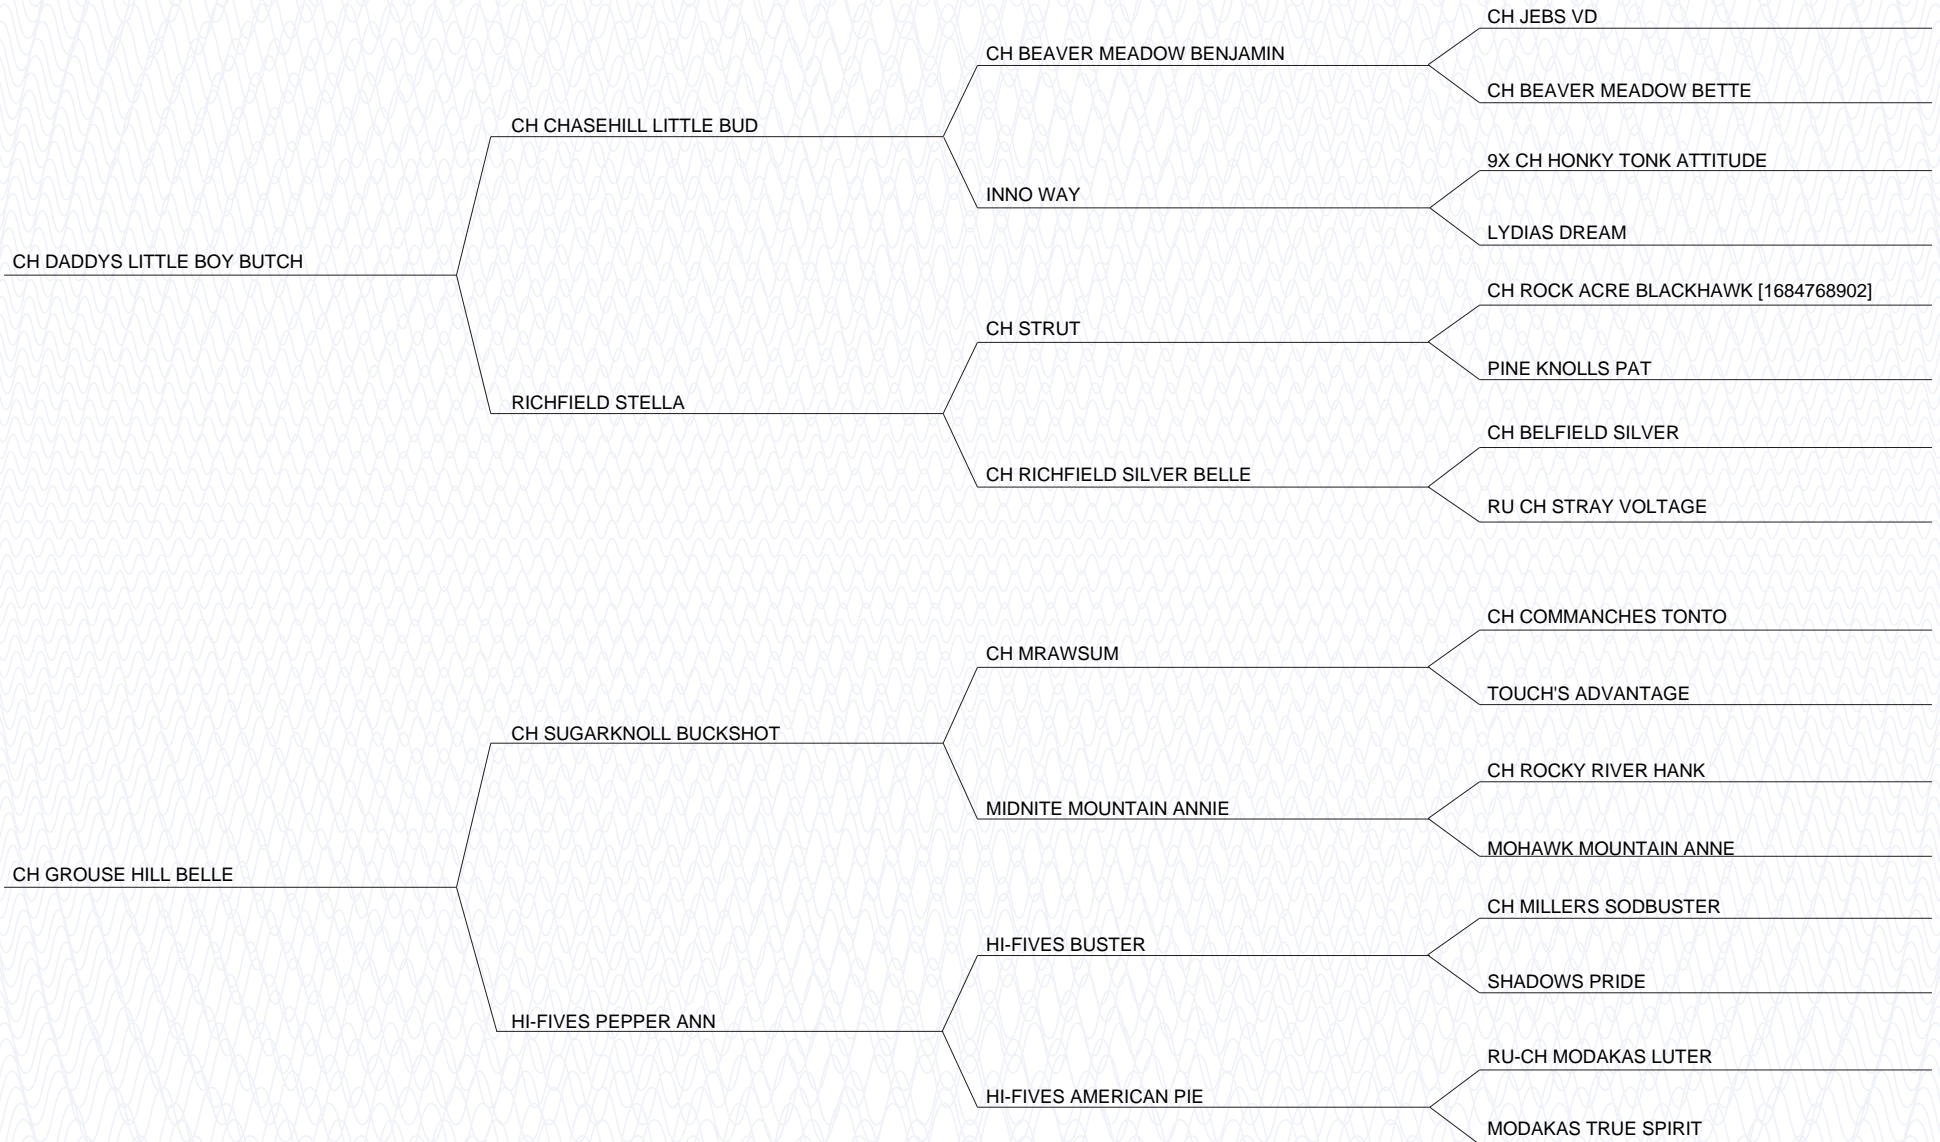 CH JEBS VD
CH BEAVER MEADOW BENJAMIN
CH BEAVER MEADOW BETTE
CH CHASEHILL LITTLE BUD
9X CH HONKY TONK ATTITUDE
INNO WAY
LYDIAS DREAM
CH DADDYS LITTLE BOY BUTCH
CH ROCK ACRE BLACKHAWK [1684768902]
CH STRUT
PINE KNOLLS PAT
RICHFIELD STELLA
CH BELFIELD SILVER
CH RICHFIELD SILVER BELLE
RU CH STRAY VOLTAGE
CH COMMANCHES TONTO
CH MRAWSUM
TOUCH'S ADVANTAGE
CH SUGARKNOLL BUCKSHOT
CH ROCKY RIVER HANK
MIDNITE MOUNTAIN ANNIE
MOHAWK MOUNTAIN ANNE
CH GROUSE HILL BELLE
CH MILLERS SODBUSTER
HI-FIVES BUSTER
SHADOWS PRIDE
HI-FIVES PEPPER ANN
RU-CH MODAKAS LUTER
HI-FIVES AMERICAN PIE
MODAKAS TRUE SPIRIT